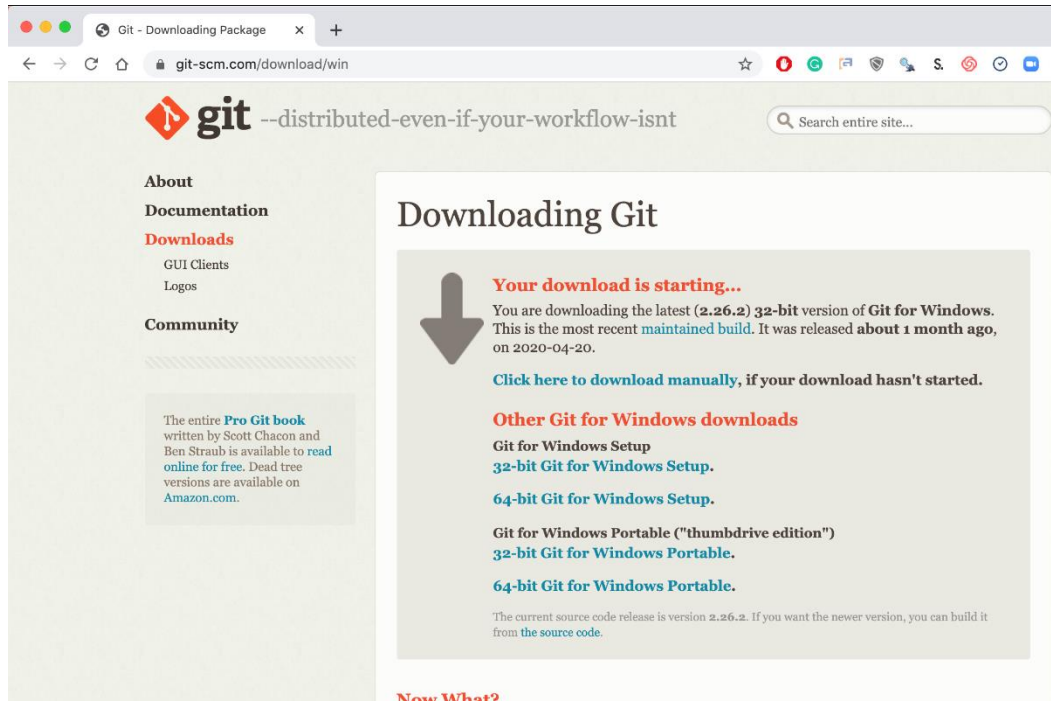 Git - Downloading Package
git-scm.com/download/win
S.
git --distributed-even-if-your-workflow-isnt
Search entire site...
About
Documentation
Downloads
GUI Clients
Logos
Community
The entire Pro Git book
written by Scott Chacon and
Ben Straub is available to read
online for free. Dead tree
versions are available on
Amazon.com.
Downloading Git
Your download is starting...
You are downloading the latest (2.26.2) 32-bit version of Git for Windows.
This is the most recent maintained build. It was released about 1 month ago,
on 2020-04-20.
Click here to download manually, if your download hasn't started.
Other Git for Windows downloads
Git for Windows Setup
32-bit Git for Windows Setup.
64-bit Git for Windows Setup.
Git for Windows Portable ("thumbdrive edition")
32-bit Git for Windows Portable.
64-bit Git for Windows Portable.
The current source code release is version 2.26.2. If you want the newer version, you can build it
from the source code.
Now What?